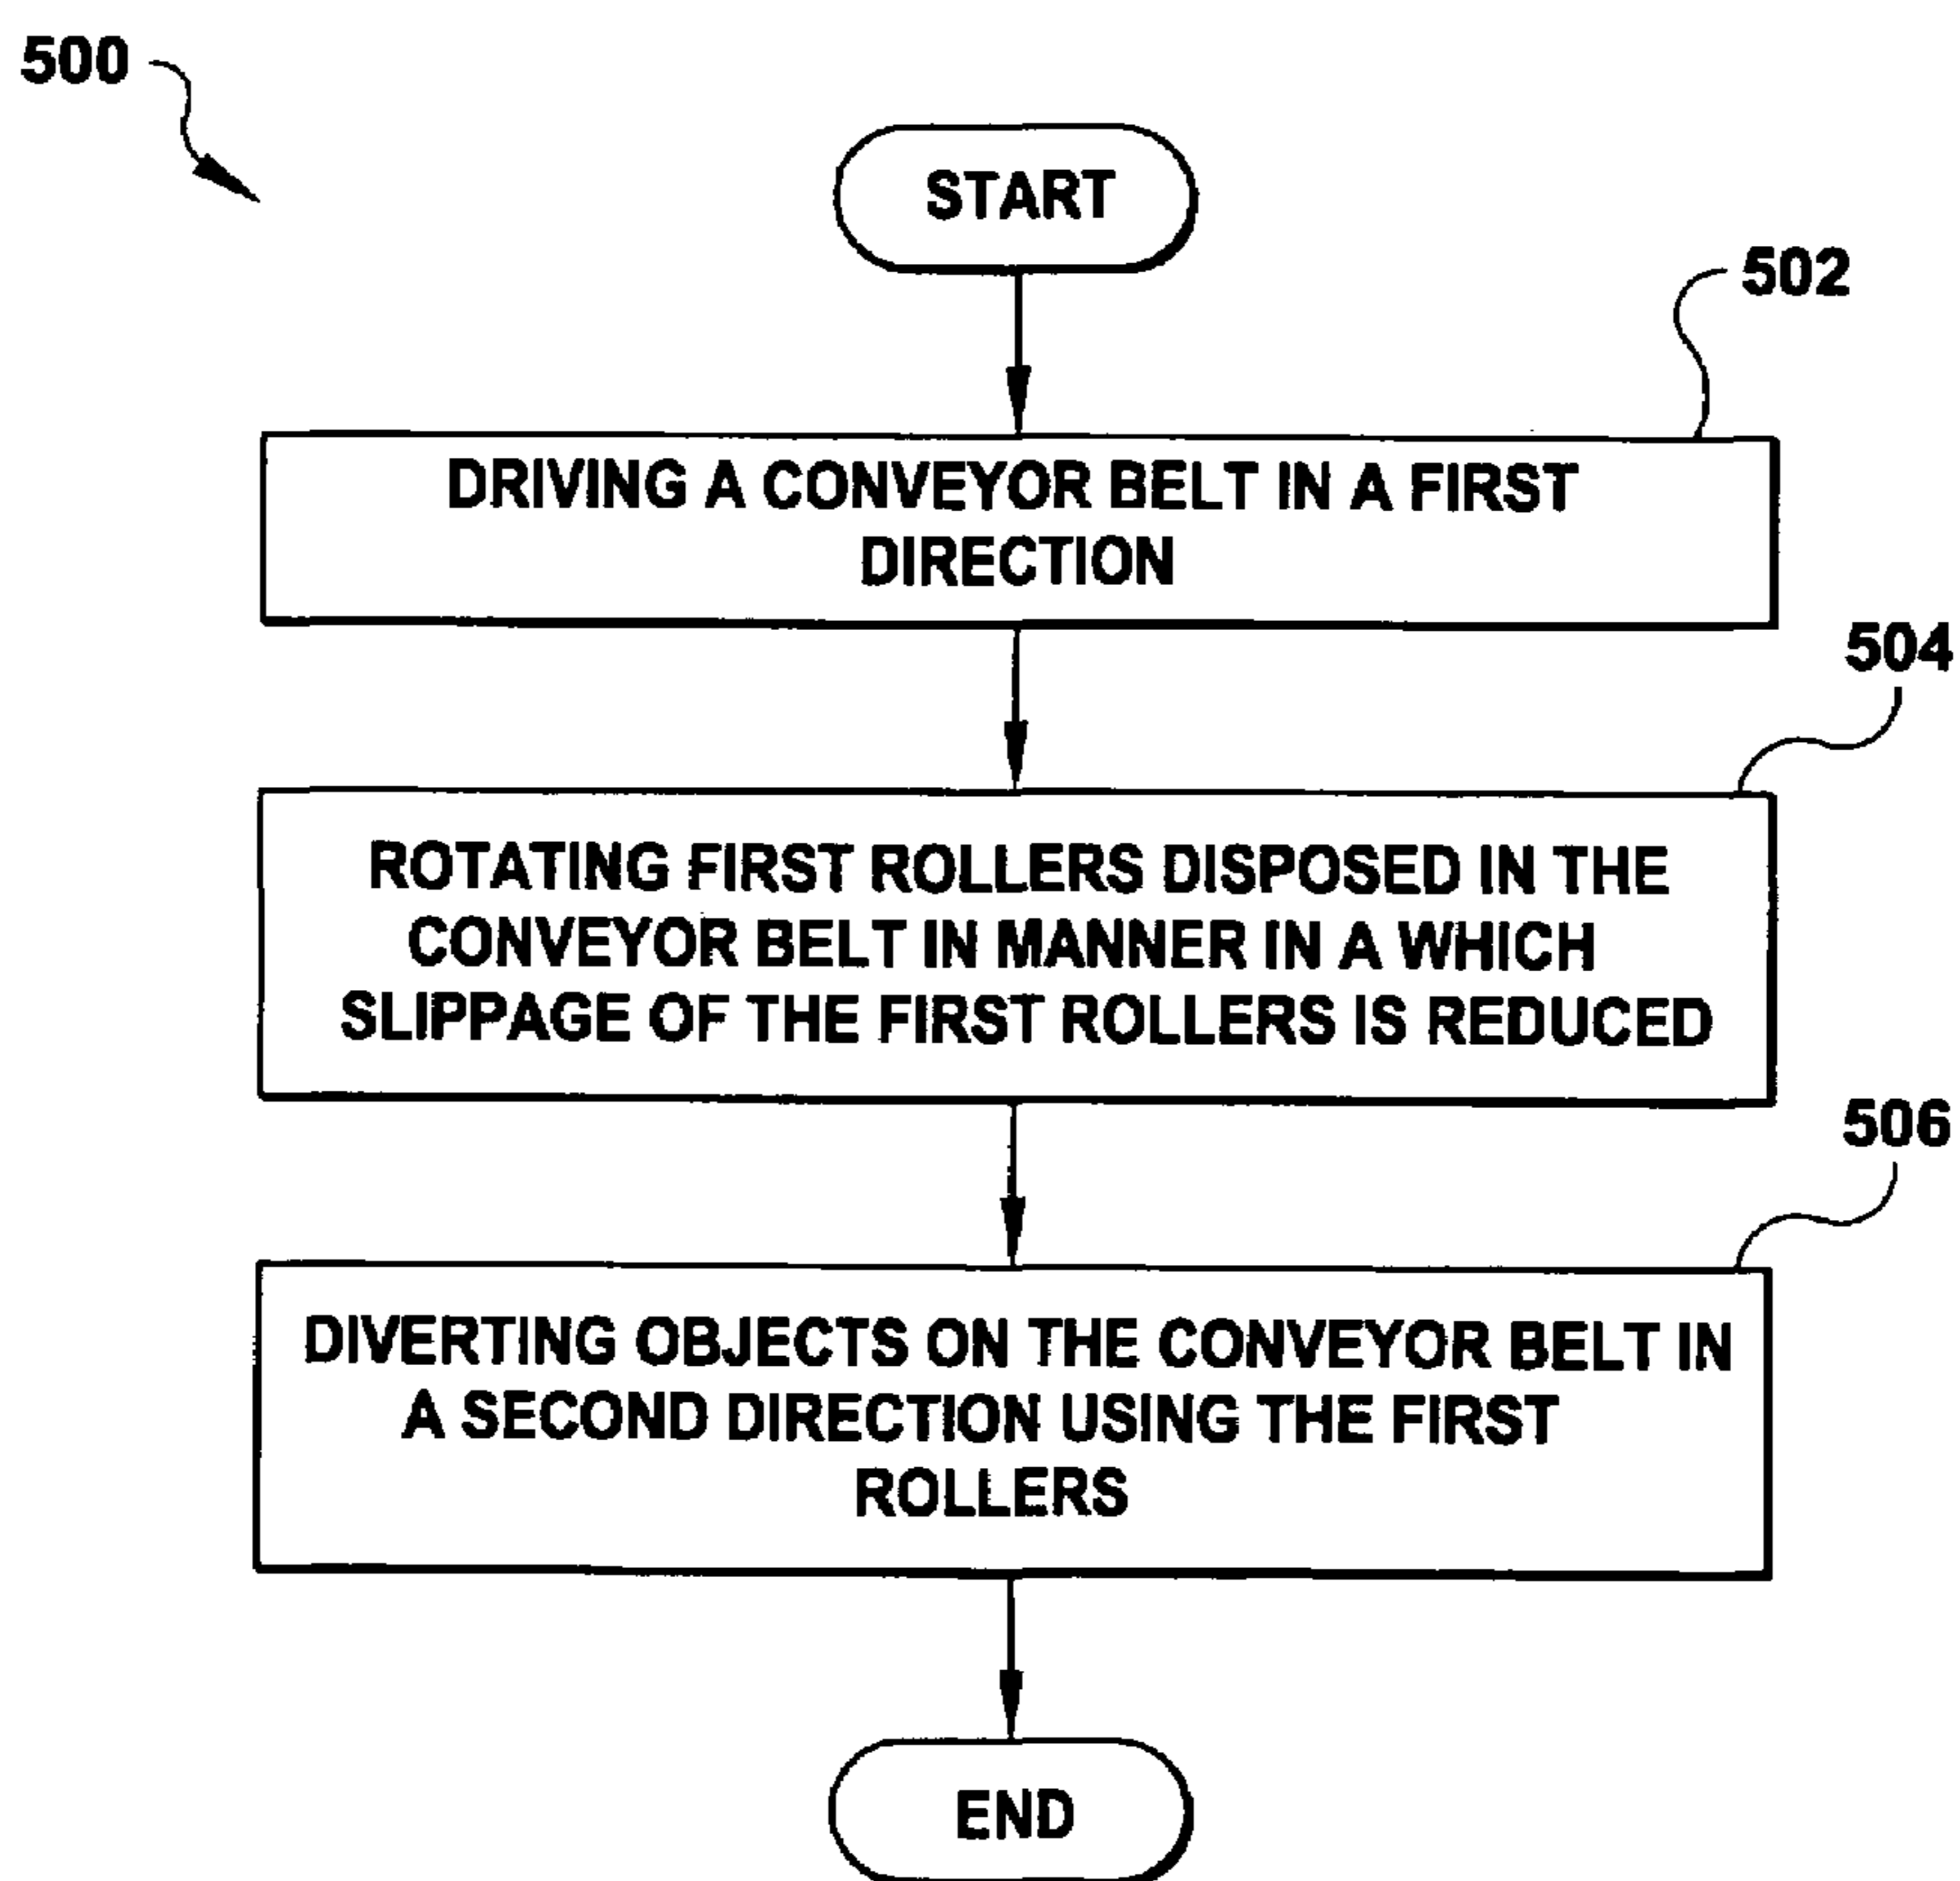 500
START
502
DRIVING A CONVEYOR BELT IN A FIRST
DIRECTION
504
ROTATING FIRST ROLLERS DISPOSED IN THE
CONVEYOR BELT IN MANNER IN A WHICH
SLIPPAGE OF THE FIRST ROLLERS IS REDUCED
506
DIVERTING OBJECTS ON THE CONVEYOR BELT IN
A SECOND DIRECTION USING THE FIRST
ROLLERS
END